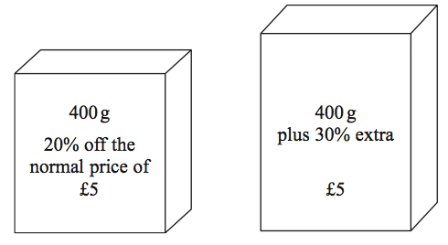 400 g
20% off the
normal price of
£5
400 g
plus 30% extra
£5